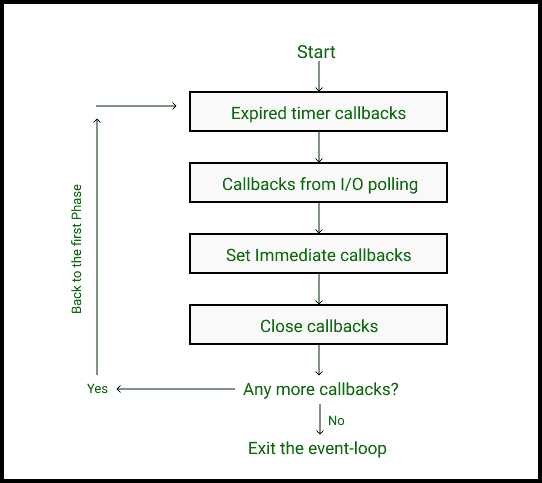 Start
Expired timer callbacks
Callbacks from I/O polling
Set Immediate callbacks
Close callbacks
Any more callbacks?
Yes
Back to the first Phase
No
Exit the event-loop